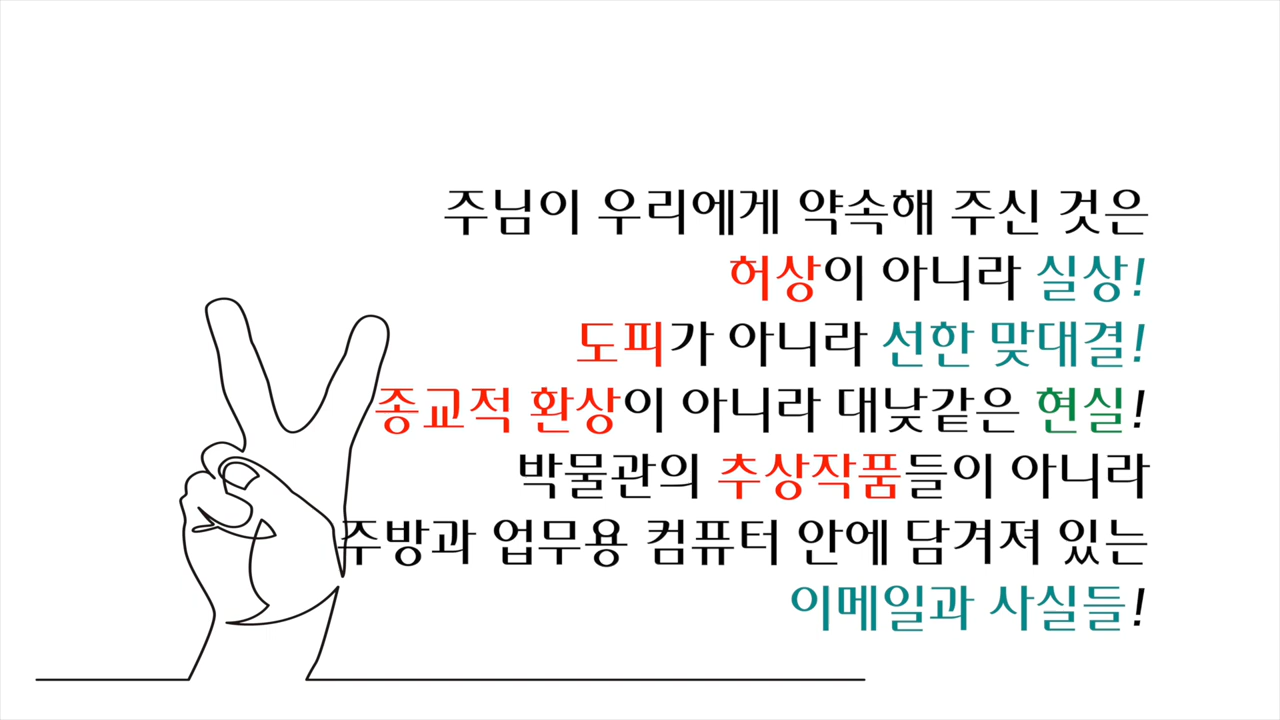 주님이 우리에게 약속해 주신 것은
허상이 아니라 실상!
도피가 아니라 선한 맞대결!
종교적 환상이 아니라 대낮같은 현실!
박물관의 추상작품들이 아니라
주방과 업무용 컴퓨터 안에 담겨져 있는
이메일과 사실들!